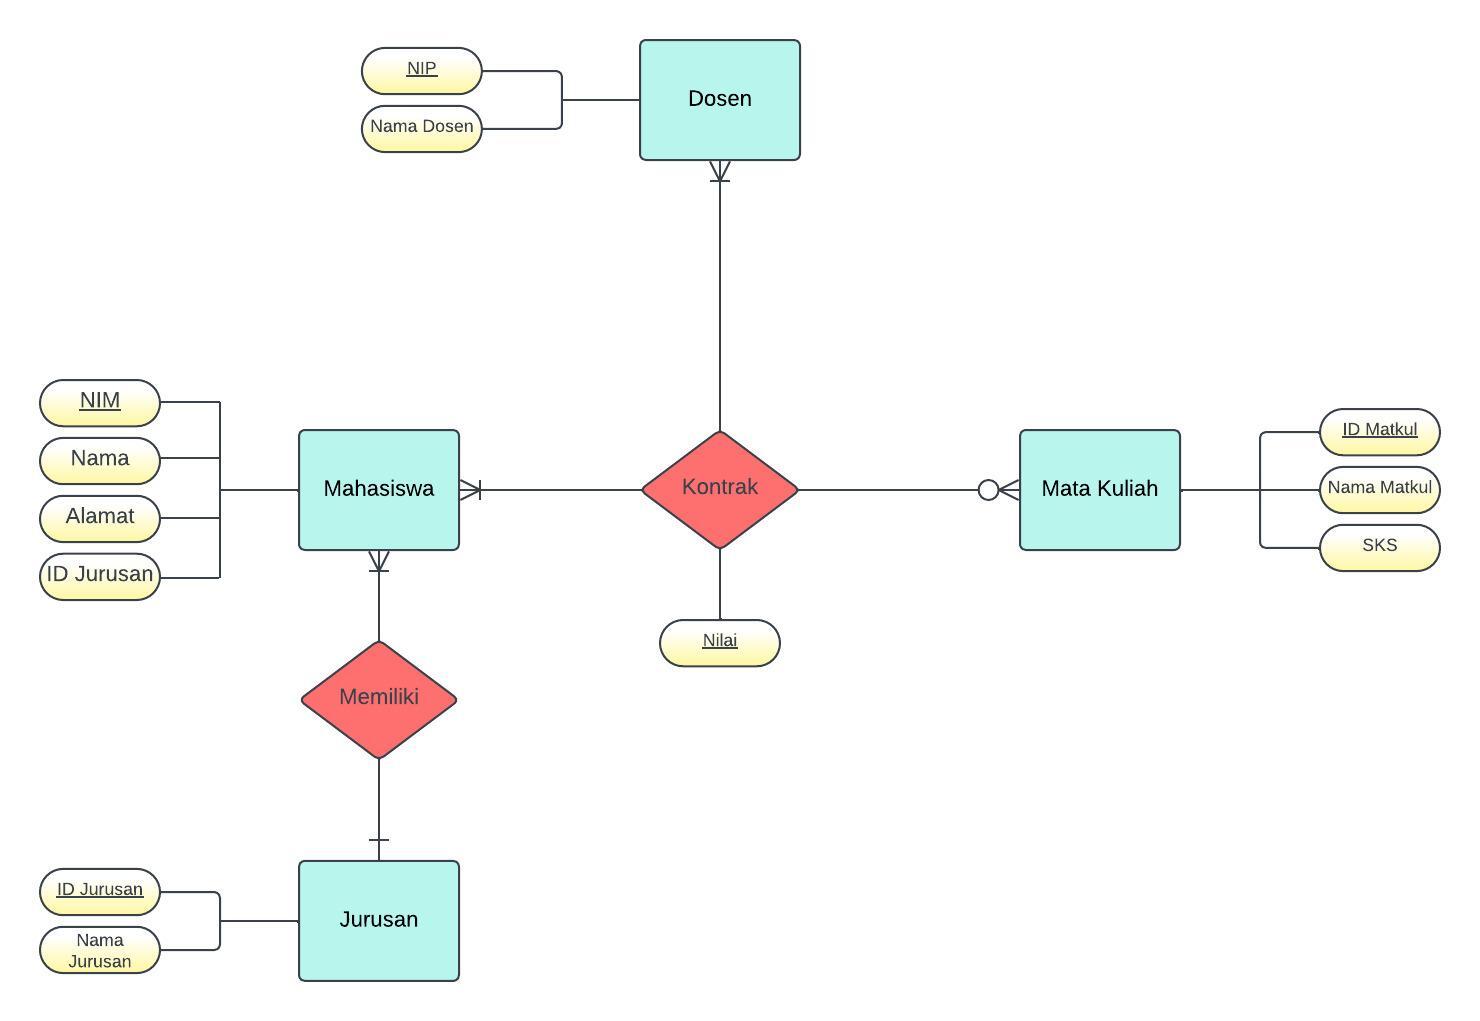 NIP
Nama Dosen
Dosen
NIM
Nama
Alamat
ID Jurusan
Mahasiswa
Kontrak
Mata Kuliah
ID Matkul
Nama Matkul
SKS
Nilai
Memiliki
ID Jurusan
Nama
Jurusan
Jurusan